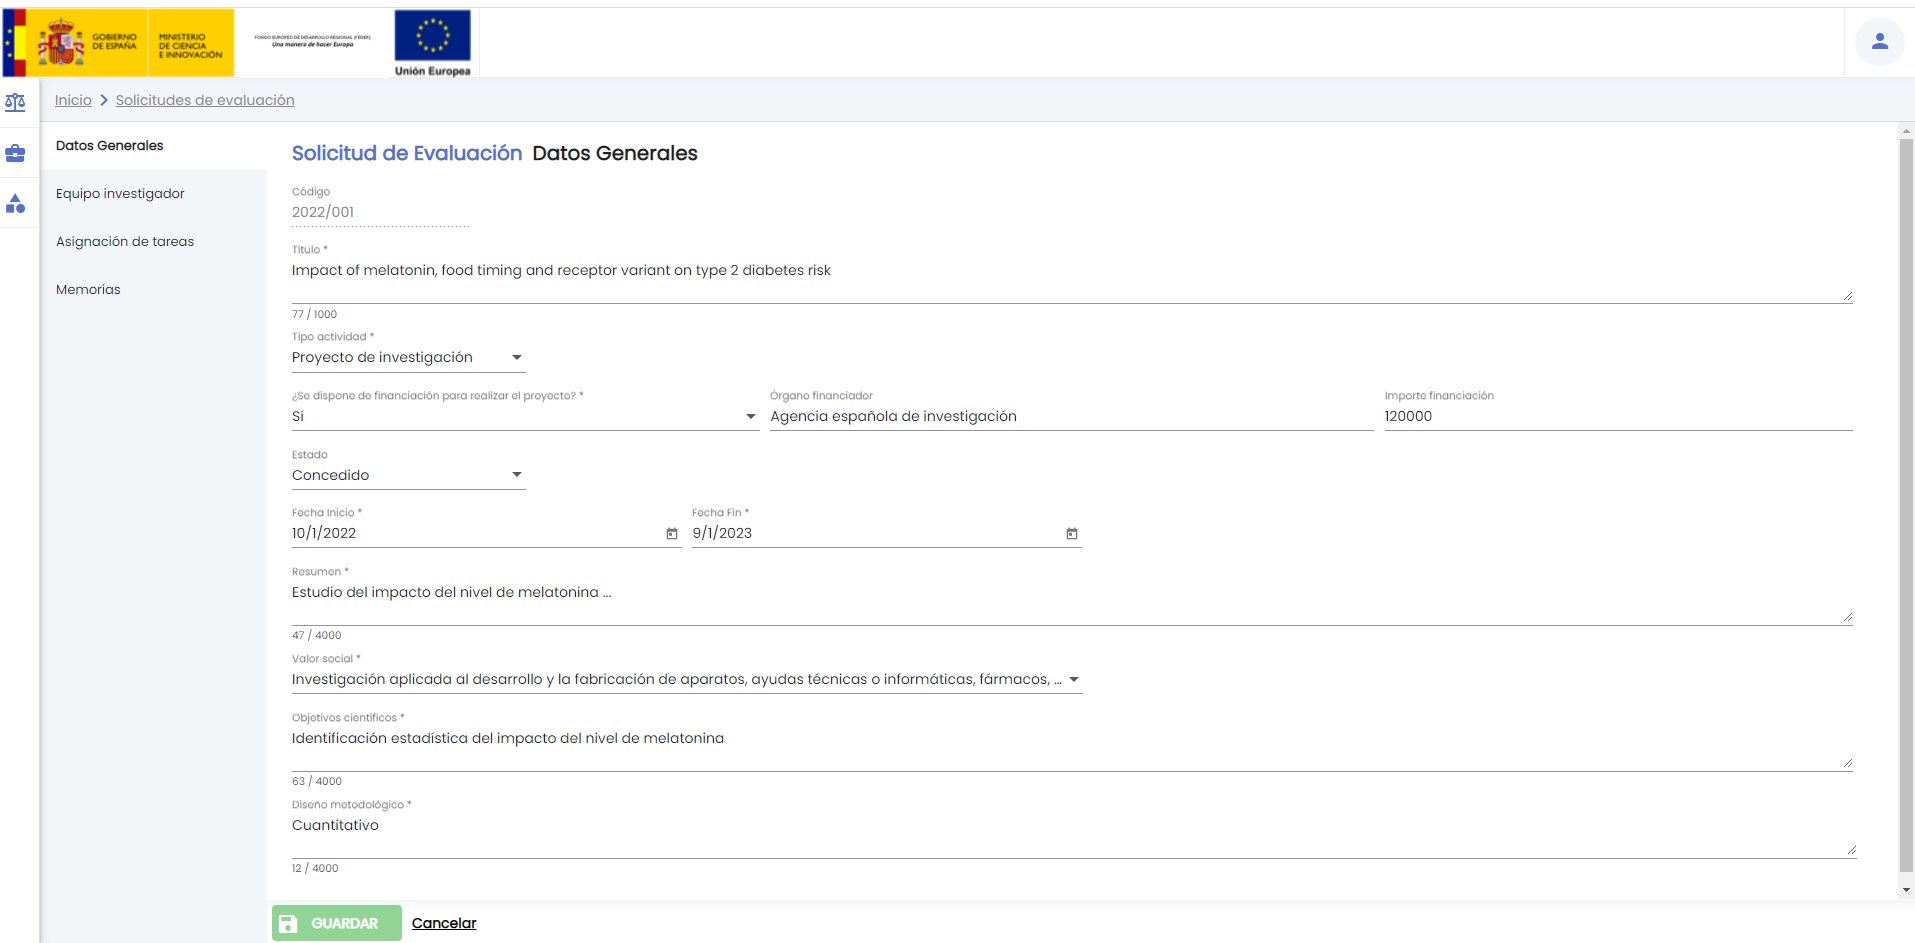 GOBIERNO
DE ESPAÑA
MINISTERIO
DE CIENCIA
E INNOVACIÓN
FONDO EUROPEO DE DESARROLLO REGIONAL (FEDER)
Una manera de hacer Europa
Unión Europea
Inicio
Solicitudes de evaluación
Datos Generales
Equipo investigador
Asignación de tareas
Memorias
Solicitud de Evaluación Datos Generales
Código
2022/001
Título *
Impact of melatonin, food timing and receptor variant on type 2 diabetes risk
77 / 1000
Tipo actividad *
Proyecto de investigación
¿Se dispone de financiación para realizar el proyecto? *
Sí
Órgano financiador
Agencia española de investigación
Importe financiación
120000
Estado
Concedido
Fecha Inicio *
10/1/2022
Fecha Fin *
9/1/2023
Resumen *
Estudio del impacto del nivel de melatonina ...
47 / 4000
Valor social *
Investigación aplicada al desarrollo y la fabricación de aparatos, ayudas técnicas o informáticas, fármacos, ...
Objetivos científicos *
Identificación estadística del impacto del nivel de melatonina
63 / 4000
Diseño metodológico *
Cuantitativo
12 / 4000
GUARDAR
Cancelar